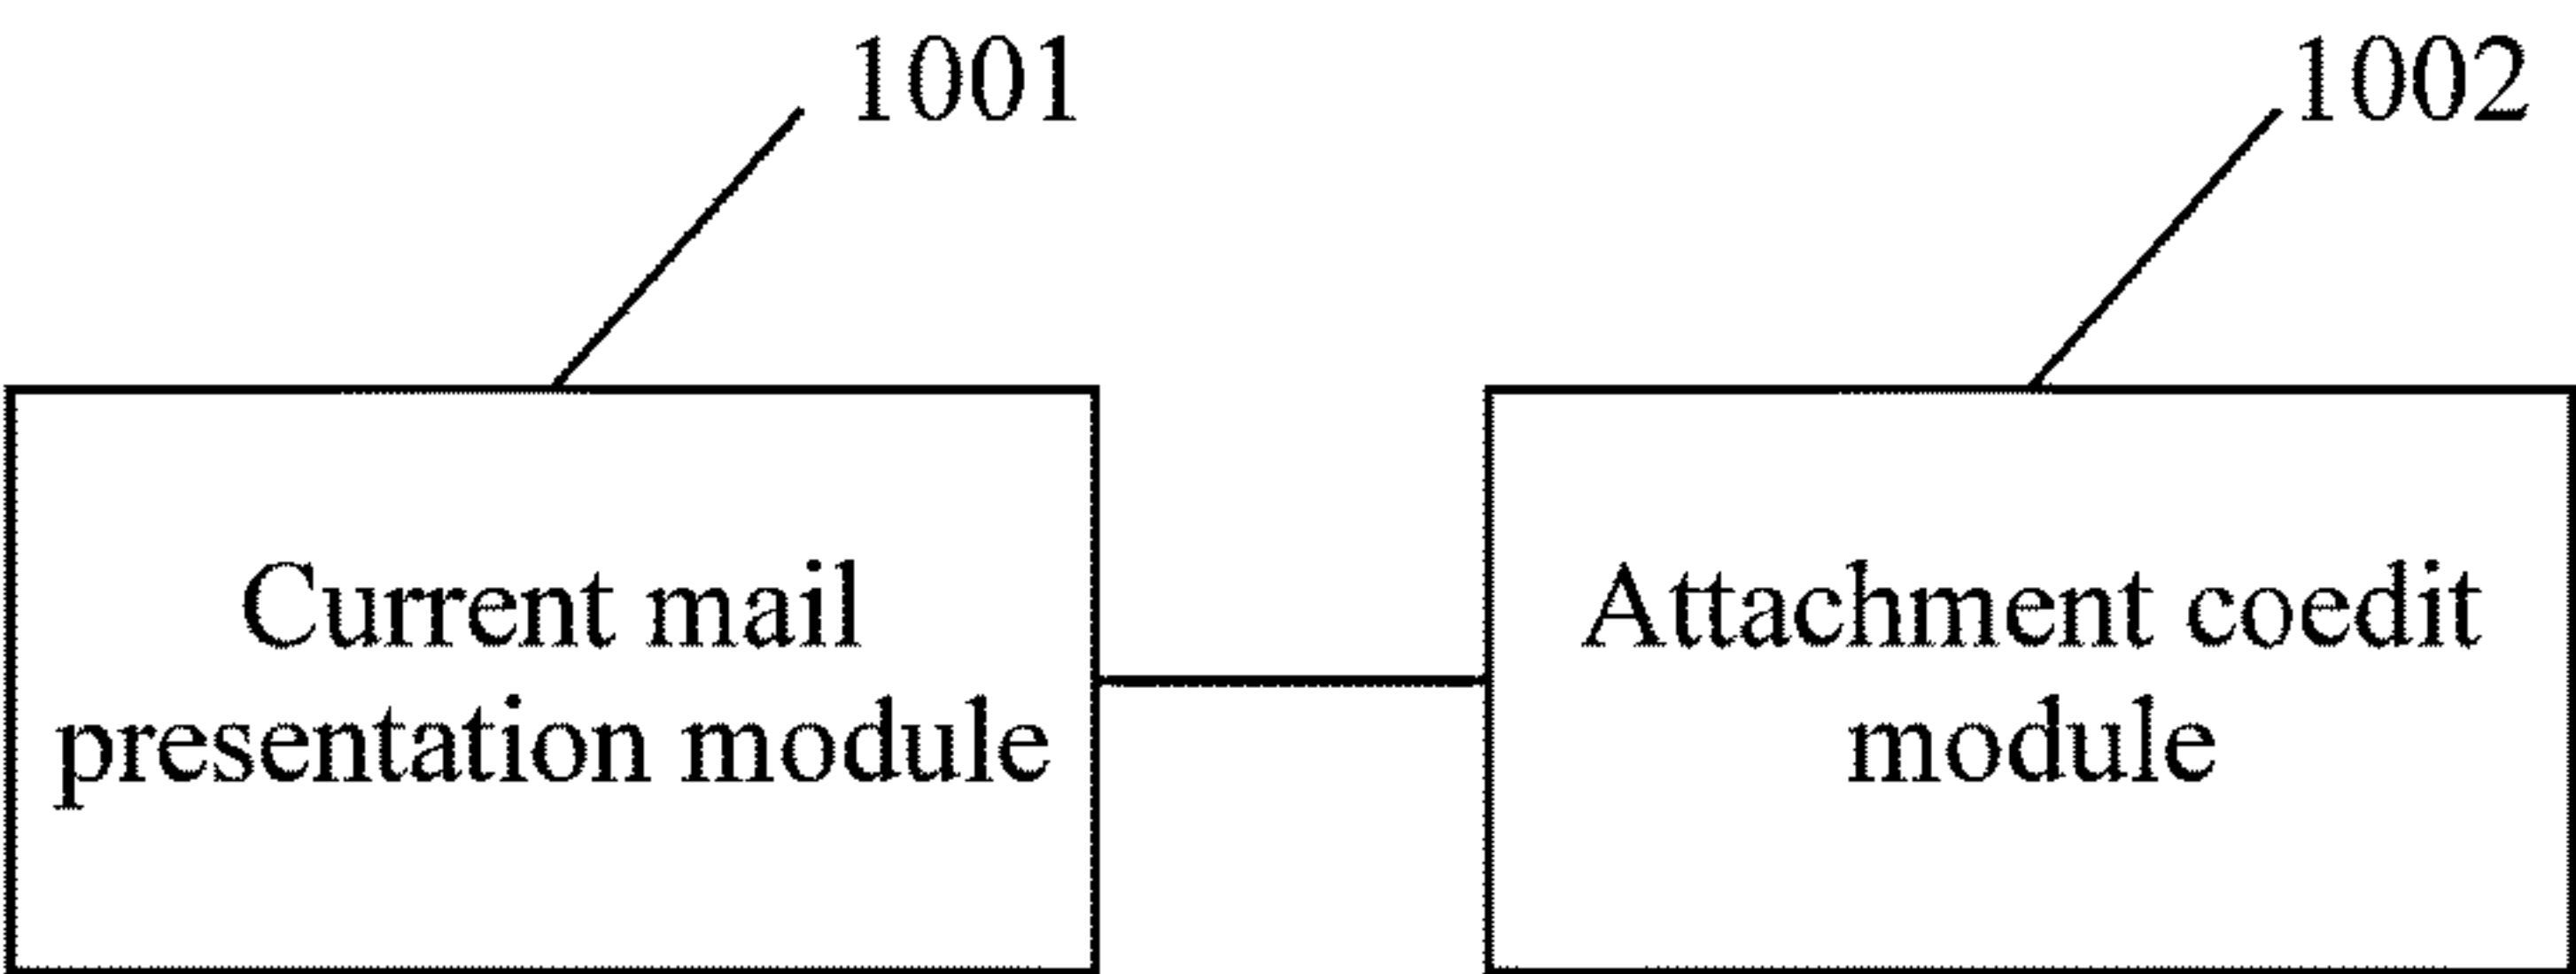 1001
1002
Current mail
presentation module
Attachment coedit
module